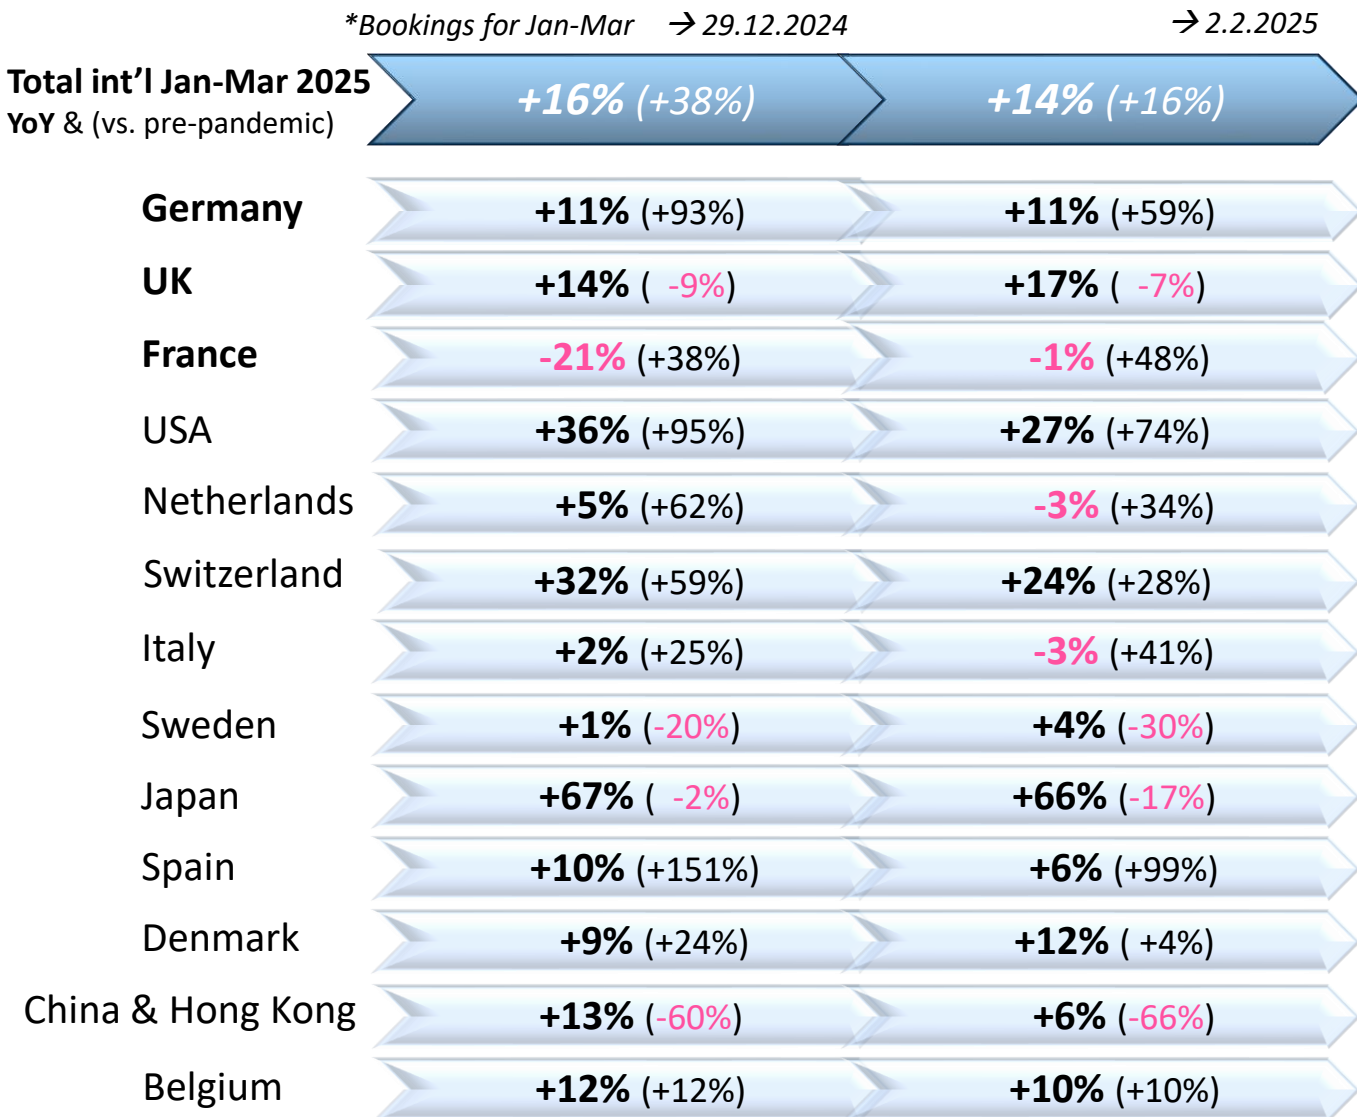 *Bookings for Jan-Mar → 29.12.2024 → 2.2.2025
Total int'l Jan-Mar 2025 +16% (+38%) +14% (+16%)
YoY & (vs. pre-pandemic)
Germany +11% (+93%) +11% (+59%)
UK +14% ( -9%) +17% ( -7%)
France -21% (+38%) -1% (+48%)
USA +36% (+95%) +27% (+74%)
Netherlands +5% (+62%) -3% (+34%)
Switzerland +32% (+59%) +24% (+28%)
Italy +2% (+25%) -3% (+41%)
Sweden +1% (-20%) +4% (-30%)
Japan +67% ( -2%) +66% (-17%)
Spain +10% (+151%) +6% (+99%)
Denmark +9% (+24%) +12% ( +4%)
China & Hong Kong +13% (-60%) +6% (-66%)
Belgium +12% (+12%) +10% (+10%)